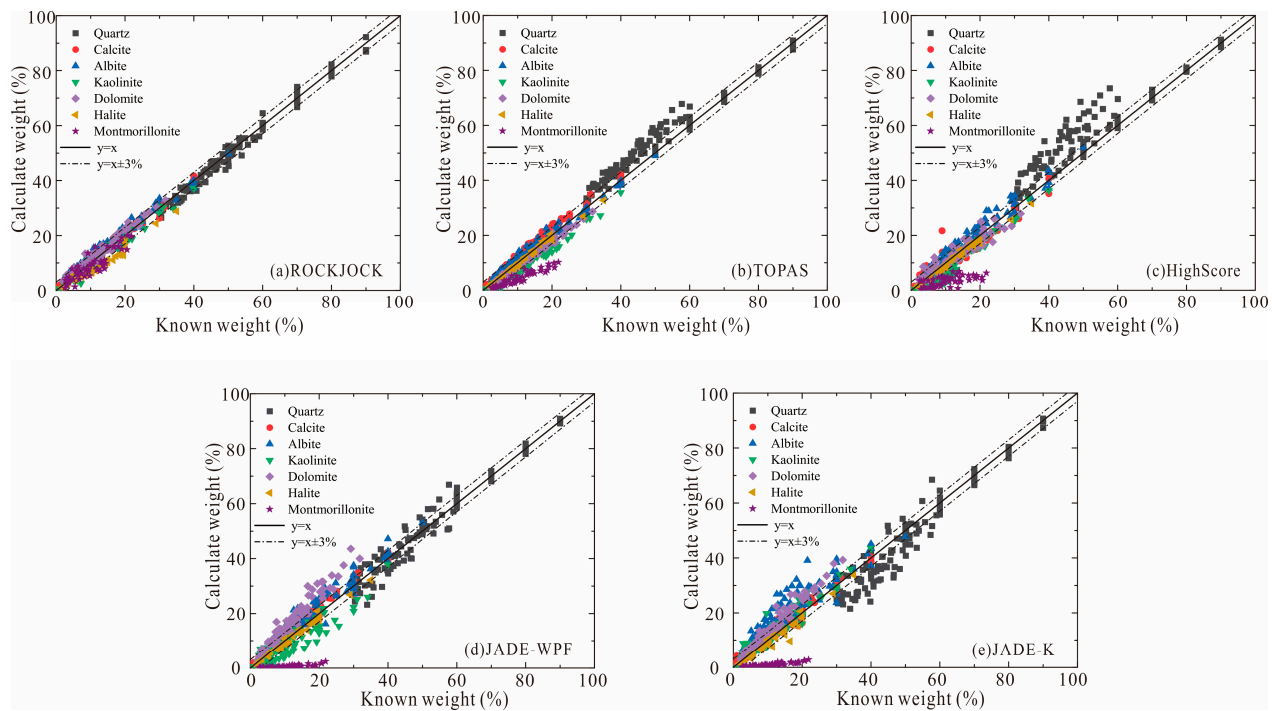 Calculate weight (%)
100
80
60
40
20
0
Quartz
Calcite
Albite
Kaolinite
Dolomite
Halite
Montmorillonite
y=x
y=x±3%
(a)ROCKJOCK
0 20 40 60 80 100
Known weight (%)
Calculate weight (%)
100
80
60
40
20
0
Quartz
Calcite
Albite
Kaolinite
Dolomite
Halite
Montmorillonite
y=x
y=x±3%
(b)TOPAS
0 20 40 60 80 100
Known weight (%)
Calculate weight (%)
100
80
60
40
20
0
Quartz
Calcite
Albite
Kaolinite
Dolomite
Halite
Montmorillonite
y=x
y=x±3%
(c)HighScore
0 20 40 60 80 100
Known weight (%)
Calculate weight (%)
100
80
60
40
20
0
Quartz
Calcite
Albite
Kaolinite
Dolomite
Halite
Montmorillonite
y=x
y=x±3%
(d)JADE-WPF
0 20 40 60 80 100
Known weight (%)
Calculate weight (%)
100
80
60
40
20
0
Quartz
Calcite
Albite
Kaolinite
Dolomite
Halite
Montmorillonite
y=x
y=x±3%
(e)JADE-K
0 20 40 60 80 100
Known weight (%)